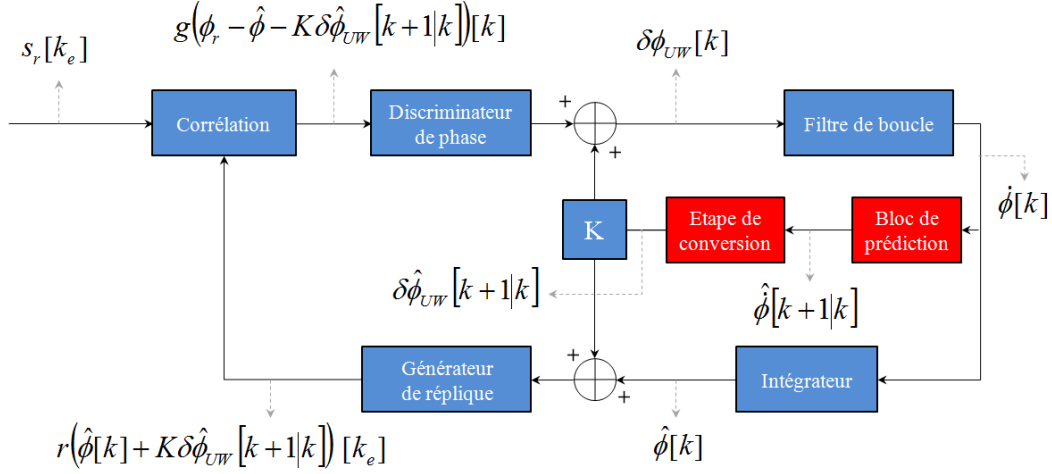 g(ϕ_r − ϕ̂ − Kδϕ̂_UW[k+1|k])[k]
s_r[k_e]
δϕ_UW[k]
Corrélation
Discriminateur
de phase
+
+
Filtre de boucle
ϕ̇[k]
K
Etape de
conversion
Bloc de
prédiction
δϕ̂_UW[k+1|k]
ϕ̇̂[k+1|k]
Générateur
de réplique
+
+
Intégrateur
r(ϕ̂[k] + Kδϕ̂_UW[k+1|k])[k_e]
ϕ̂[k]